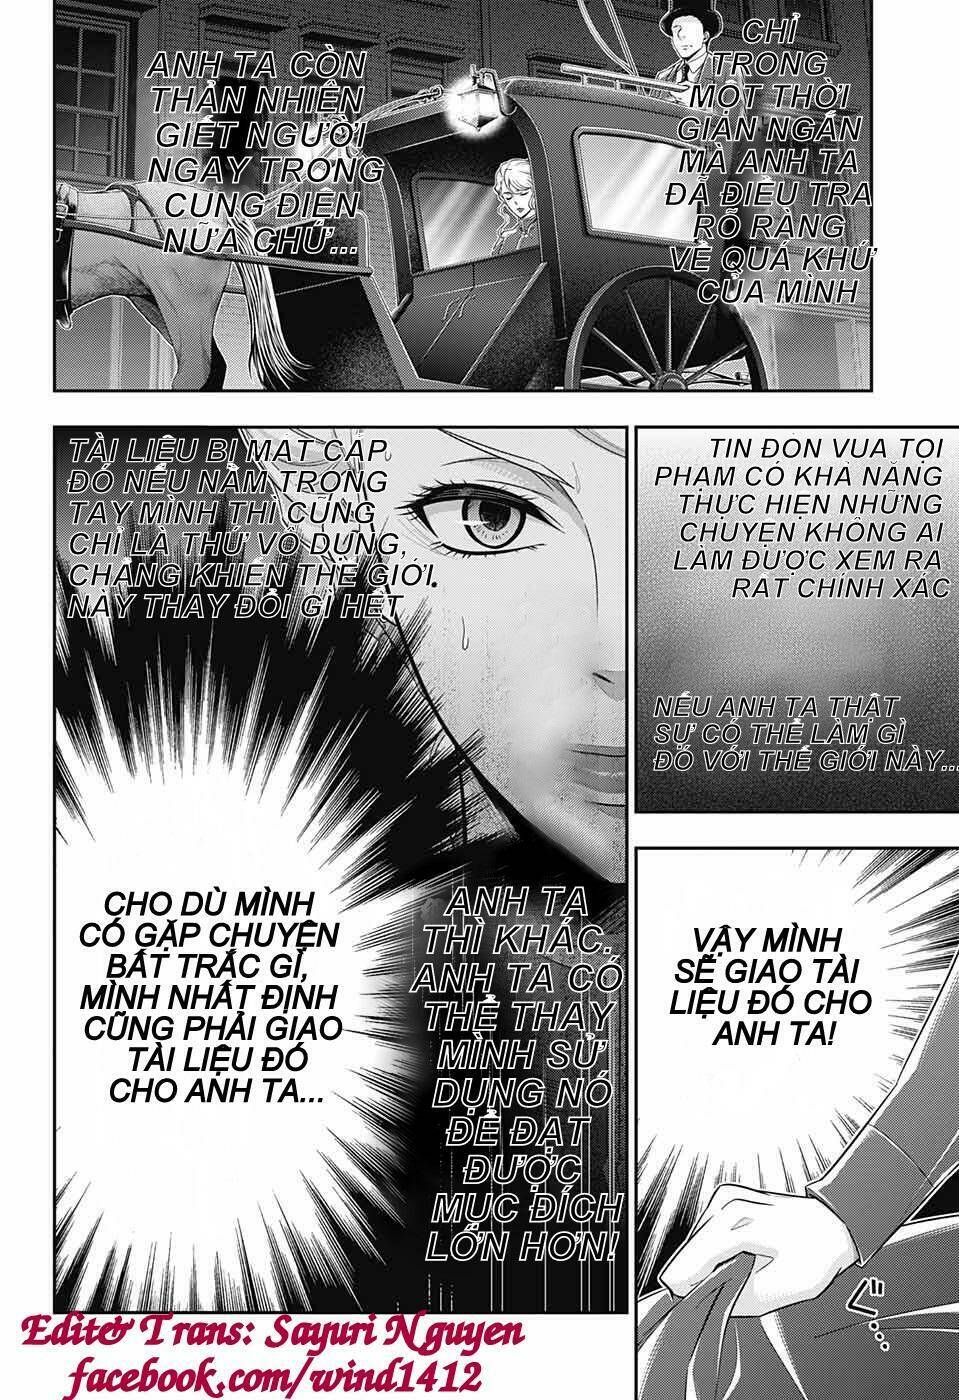 CHỈ
TRONG
MỘT THỜI
GIAN NGẮN
MÀ ANH TA
ĐÃ ĐIỀU TRA
RÕ RÀNG
VỀ QUÁ KHỨ
CỦA MÌNH
ANH TA CÒN
THẢN NHIÊN
GIẾT NGƯỜI
NGAY TRONG
CUNG ĐIỆN
NỮA CHỨ...
TIN ĐỒN VUA TỘI
PHẠM CÓ KHẢ NĂNG
THỰC HIỆN NHỮNG
CHUYỆN KHÔNG AI
LÀM ĐƯỢC XEM RA
RẤT CHÍNH XÁC
NẾU ANH TA THẬT
SỰ CÓ THỂ LÀM GÌ
ĐÓ VỚI THẾ GIỚI NÀY...
TÀI LIỆU BÍ MẬT CẤP
ĐÓ NẾU NẰM TRONG
TAY MÌNH THÌ CŨNG
CHỈ LÀ THỨ VÔ DỤNG,
CHẲNG KHIẾN THẾ GIỚI
NÀY THAY ĐỔI GÌ HẾT
VẬY MÌNH
SẼ GIAO TÀI
LIỆU ĐÓ CHO
ANH TA!
ANH TA
THÌ KHÁC.
ANH TA CÓ
THỂ THAY
MÌNH SỬ
DỤNG NÓ
ĐỂ ĐẠT
ĐƯỢC
MỤC ĐÍCH
LỚN HƠN!
CHO DÙ MÌNH
CÓ GẶP CHUYỆN
BẤT TRẮC GÌ,
MÌNH NHẤT ĐỊNH
CŨNG PHẢI GIAO
TÀI LIỆU ĐÓ
CHO ANH TA...
Edit& Trans: Sayuri Nguyen
facebook.com/wind1412